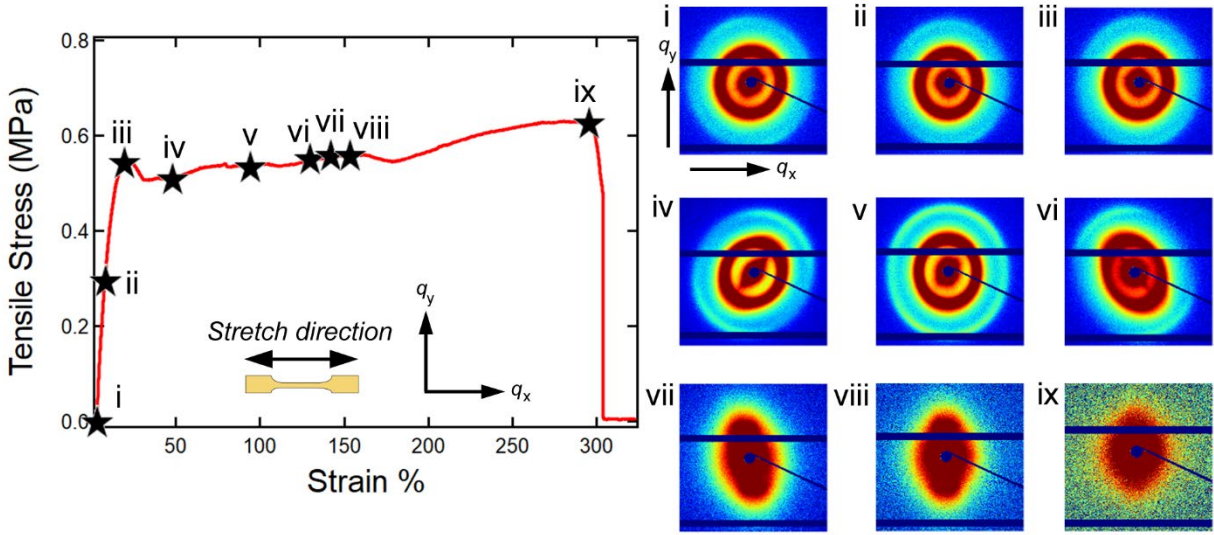 Tensile Stress (MPa)
0.8
0.6
0.4
0.2
0.0
i
ii
iii
iv
v
vi
vii
viii
ix
Stretch direction
qy
qx
50
100
150
200
250
300
Strain %
i
ii
iii
qy
qx
iv
v
vi
vii
viii
ix